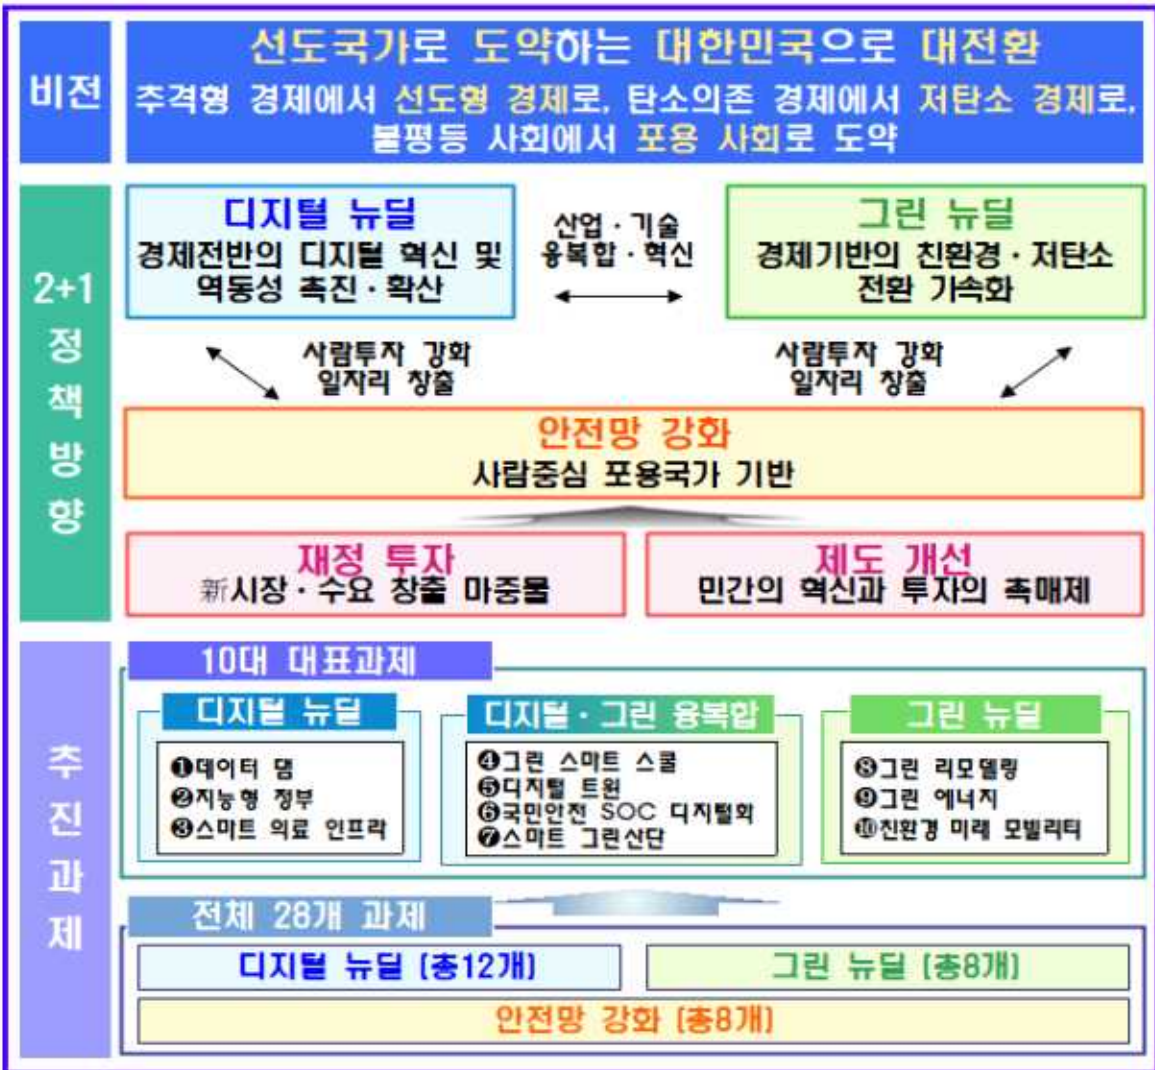 비전
선도국가로 도약하는 대한민국으로 대전환
추격형 경제에서 선도형 경제로, 탄소의존 경제에서 저탄소 경제로,
불평등 사회에서 포용 사회로 도약
2+1
정
책
방
향
디지털 뉴딜
경제전반의 디지털 혁신 및
역동성 촉진·확산
산업·기술
융복합·혁신
그린 뉴딜
경제기반의 친환경·저탄소
전환 가속화
사람투자 강화
일자리 창출
사람투자 강화
일자리 창출
안전망 강화
사람중심 포용국가 기반
재정 투자
新시장·수요 창출 마중물
제도 개선
민간의 혁신과 투자의 촉매제
추
진
과
제
10대 대표과제
디지털 뉴딜
❶데이터 댐
❷지능형 정부
❸스마트 의료 인프라
디지털·그린 융복합
❹그린 스마트 스쿨
❺디지털 트윈
❻국민안전 SOC 디지털화
❼스마트 그린산단
그린 뉴딜
❽그린 리모델링
❾그린 에너지
❿친환경 미래 모빌리티
전체 28개 과제
디지털 뉴딜 (총12개)
그린 뉴딜 (총8개)
안전망 강화 (총8개)